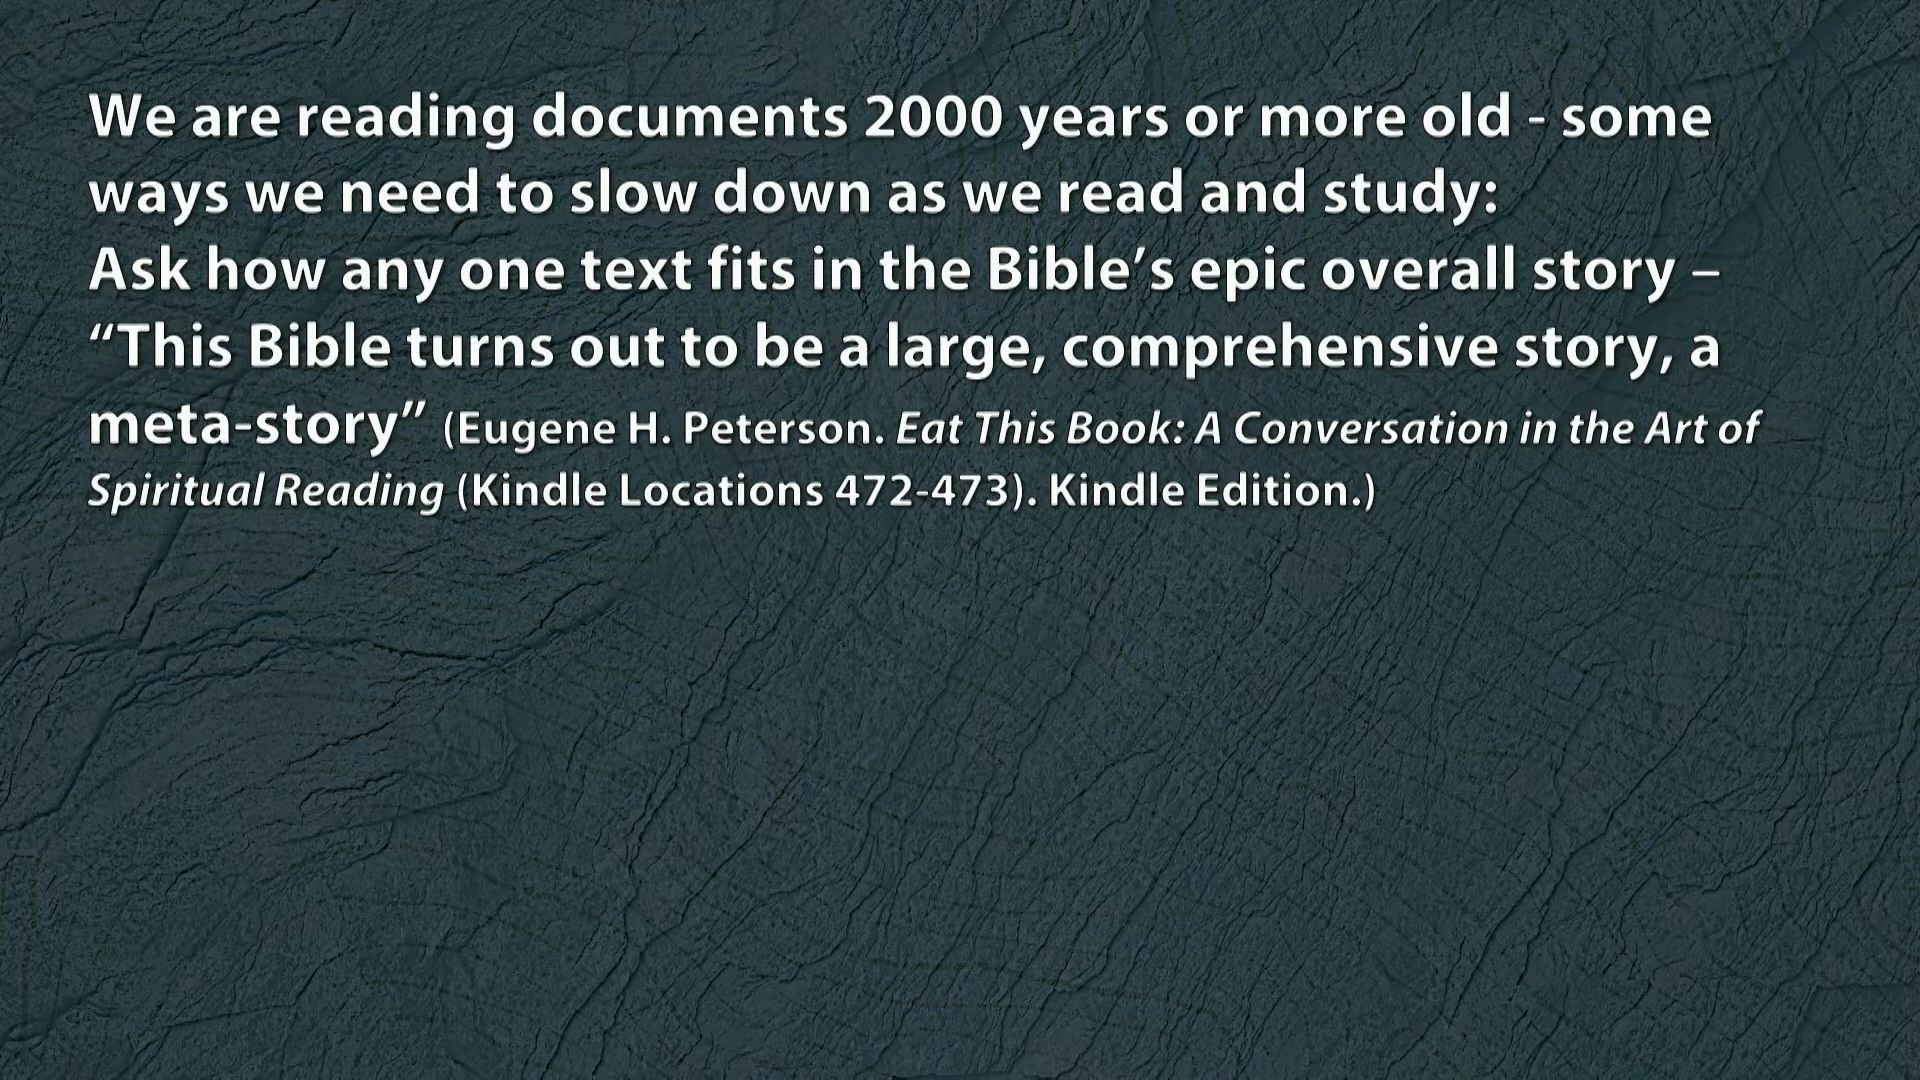 We are reading documents 2000 years or more old - some
ways we need to slow down as we read and study:
Ask how any one text fits in the Bible’s epic overall story –
“This Bible turns out to be a large, comprehensive story, a
meta-story” (Eugene H. Peterson. Eat This Book: A Conversation in the Art of
Spiritual Reading (Kindle Locations 472-473). Kindle Edition.)